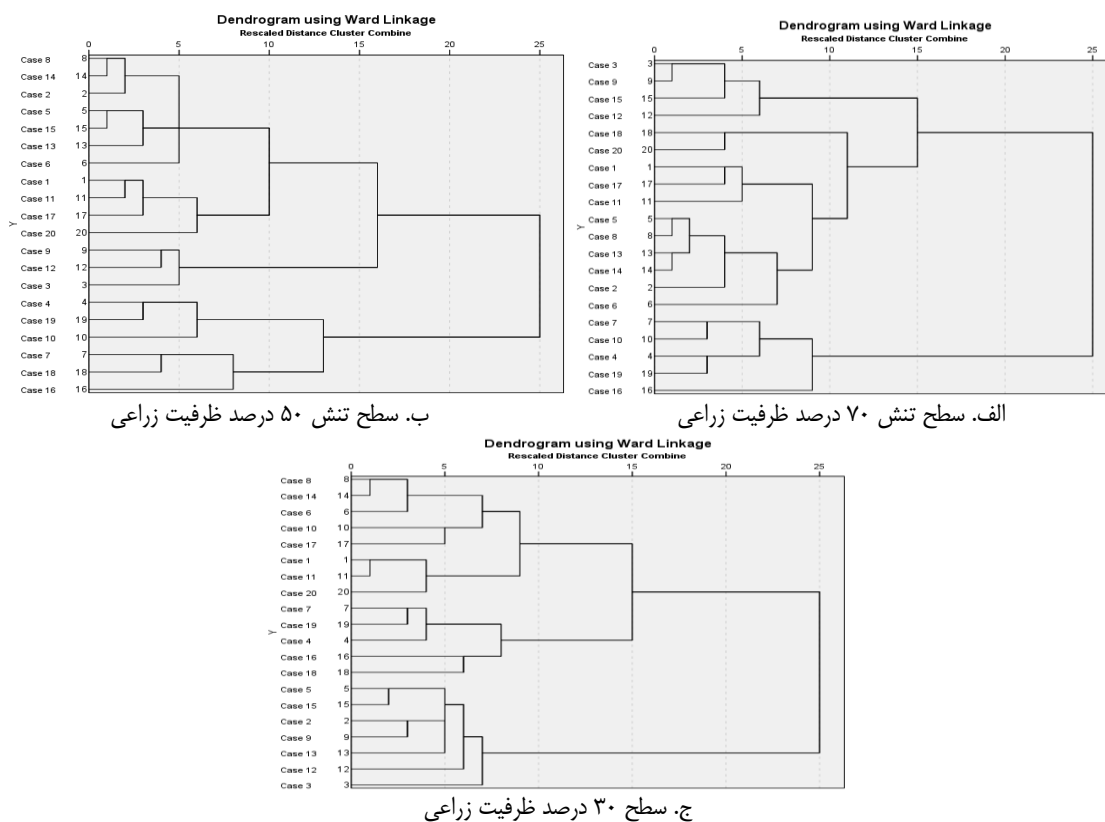 Dendrogram using Ward Linkage
Rescaled Distance Cluster Combine
0 5 10 15 20 25
Case 8 8
Case 14 14
Case 2 2
Case 5 5
Case 15 15
Case 13 13
Case 6 6
Case 1 1
Case 11 11
Case 17 17
Case 20 20
Y
Case 9 9
Case 12 12
Case 3 3
Case 4 4
Case 19 19
Case 10 10
Case 7 7
Case 18 18
Case 16 16
ب. سطح تنش ۵۰ درصد ظرفیت زراعی
Dendrogram using Ward Linkage
Rescaled Distance Cluster Combine
0 5 10 15 20 25
Case 3 3
Case 9 9
Case 15 15
Case 12 12
Case 18 18
Case 20 20
Case 1 1
Case 17 17
Case 11 11
Case 5 5
Y
Case 8 8
Case 13 13
Case 14 14
Case 2 2
Case 6 6
Case 7 7
Case 10 10
Case 4 4
Case 19 19
Case 16 16
الف. سطح تنش ۷۰ درصد ظرفیت زراعی
Dendrogram using Ward Linkage
Rescaled Distance Cluster Combine
0 5 10 15 20 25
Case 8 8
Case 14 14
Case 6 6
Case 10 10
Case 17 17
Case 1 1
Case 11 11
Case 20 20
Case 7 7
Case 19 19
Y
Case 4 4
Case 16 16
Case 18 18
Case 5 5
Case 15 15
Case 2 2
Case 9 9
Case 13 13
Case 12 12
Case 3 3
ج. سطح ۳۰ درصد ظرفیت زراعی